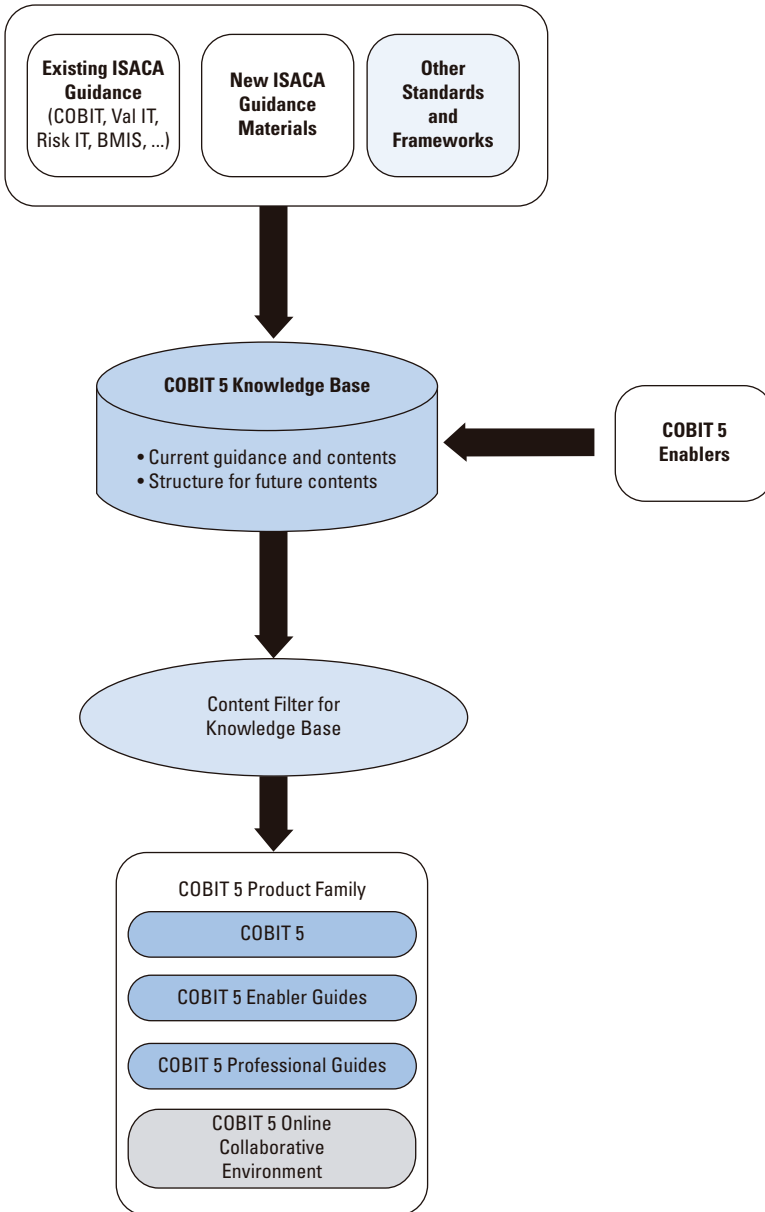 Existing ISACA
Guidance
(COBIT, Val IT,
Risk IT, BMIS, ...)
New ISACA
Guidance
Materials
Other
Standards
and
Frameworks
COBIT 5 Knowledge Base
• Current guidance and contents
• Structure for future contents
COBIT 5
Enablers
Content Filter for
Knowledge Base
COBIT 5 Product Family
COBIT 5
COBIT 5 Enabler Guides
COBIT 5 Professional Guides
COBIT 5 Online
Collaborative
Environment